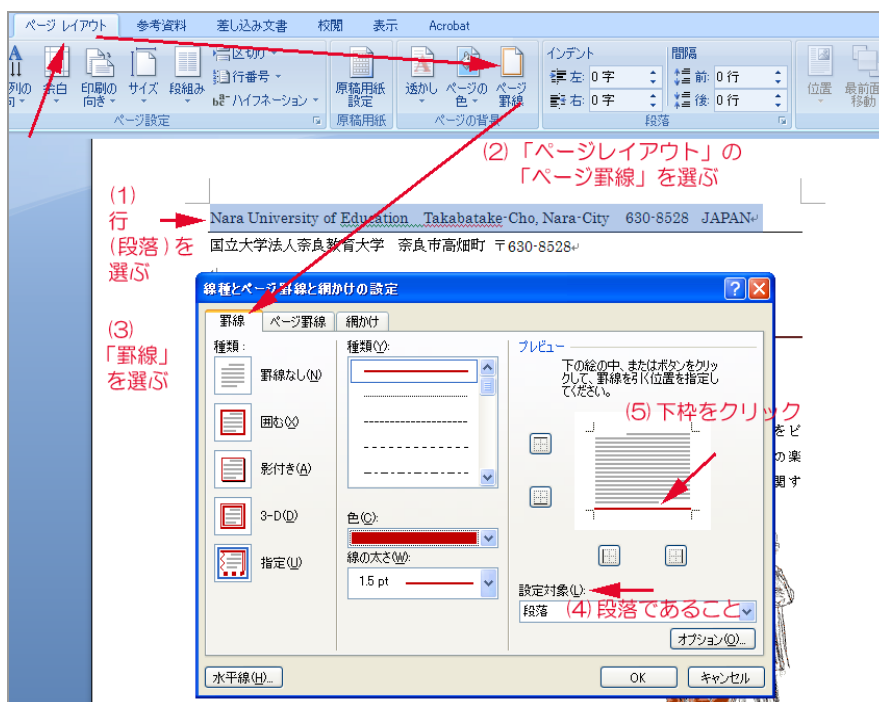 ページ レイアウト 参考資料 差し込み文書 校閲 表示 Acrobat
区切り インデント 間隔
余白 印刷の向き サイズ 段組み 行番号 原稿用紙設定 透かし ページの色 ページ罫線 左: 0 字 前: 0 行 位置 最前面 移動
ハイフネーション 右: 0 字 後: 0 行
ページ設定 原稿用紙 ページの背景 段落
(2) 「ページレイアウト」の
「ページ罫線」を選ぶ
(1)
行
(段落)を
選ぶ
Nara University of Education Takabatake-Cho, Nara-City 630-8528 JAPAN
国立大学法人奈良教育大学 奈良市高畑町 〒630-8528
(3)
「罫線」
を選ぶ
線種とページ罫線と網かけの設定
罫線 ページ罫線 網かけ
種類:
罫線なし(N)
囲む(X)
影付き(A)
3-D(D)
指定(U)
種類(Y):
色(C):
線の太さ(W):
1.5 pt
プレビュー
下の絵の中、またはボタンをクリッ
クして、罫線を引く位置を指定し
てください。
(5) 下枠をクリック
設定対象(L):
段落
(4) 段落であること
オプション(O)...
水平線(H)... OK キャンセル
をピ
の楽
関す